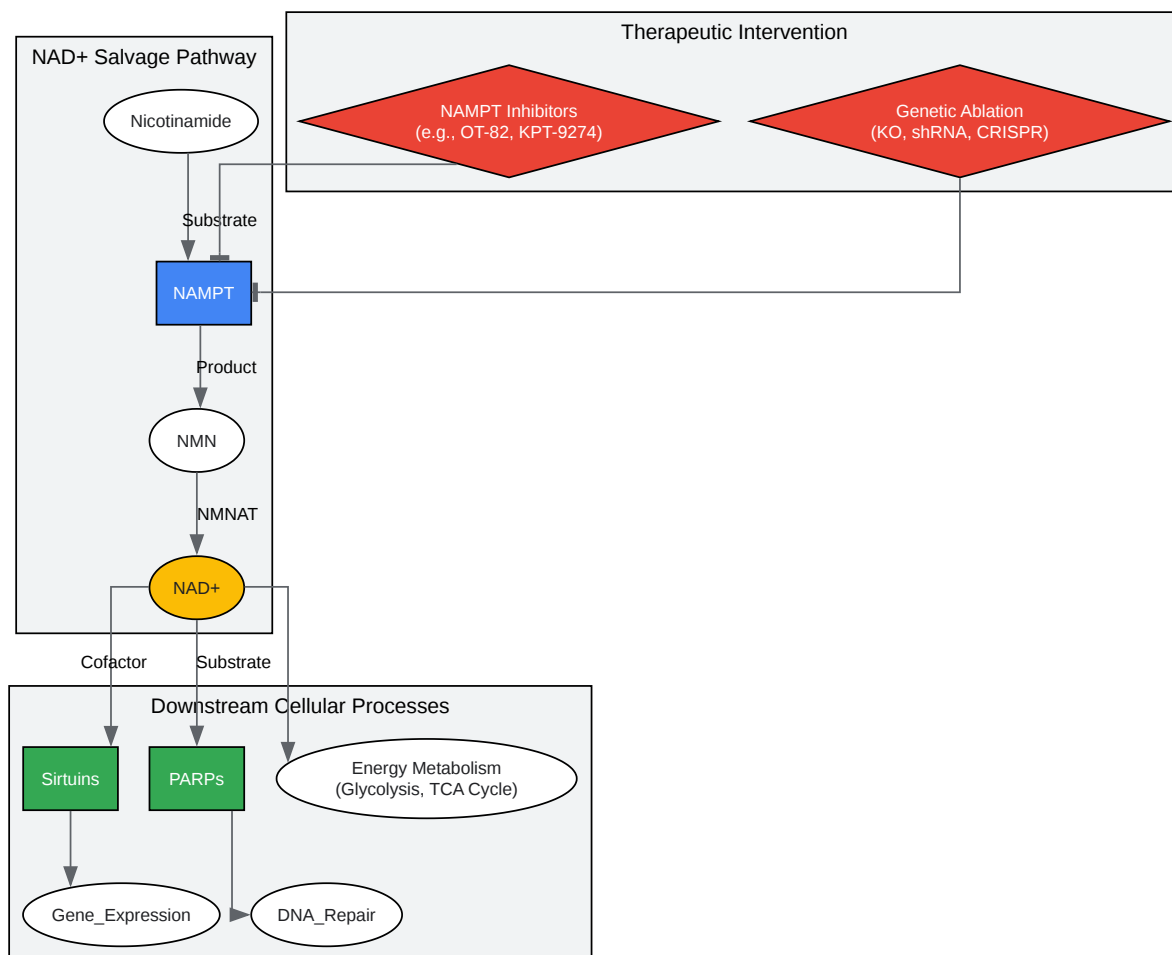 Therapeutic Intervention
NAD+ Salvage Pathway
Nicotinamide
NAMPT Inhibitors
(e.g., OT-82, KPT-9274)
Genetic Ablation
(KO, shRNA, CRISPR)
Substrate
NAMPT
Product
NMN
NMNAT
NAD+
Cofactor
Substrate
Downstream Cellular Processes
Sirtuins
PARPs
Energy Metabolism
(Glycolysis, TCA Cycle)
Gene_Expression
DNA_Repair